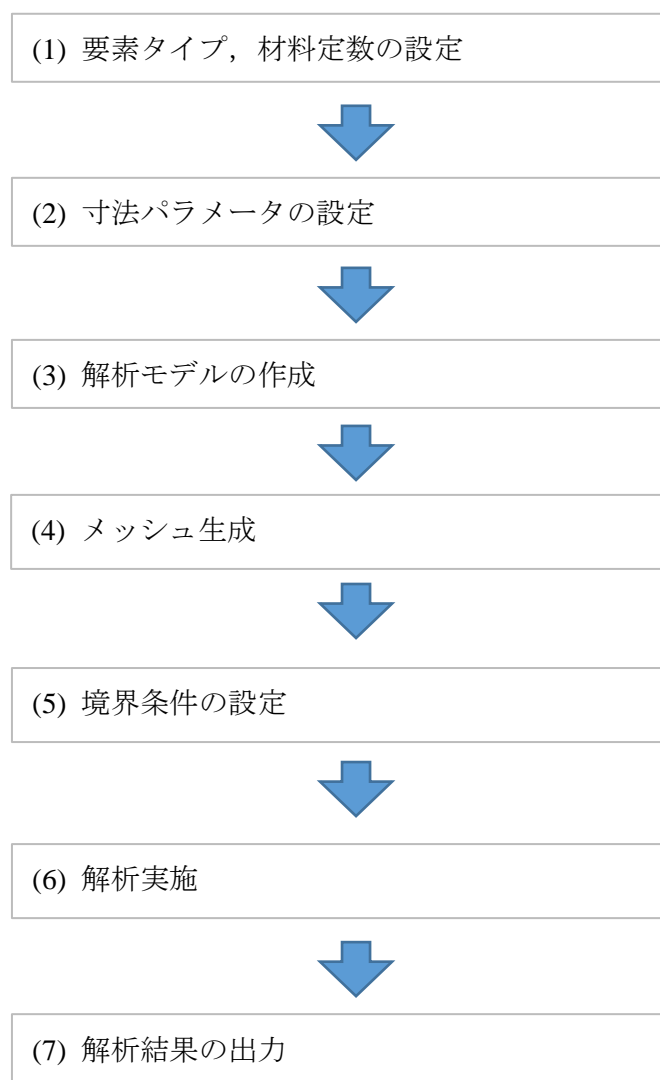 (1) 要素タイプ，材料定数の設定
(2) 寸法パラメータの設定
(3) 解析モデルの作成
(4) メッシュ生成
(5) 境界条件の設定
(6) 解析実施
(7) 解析結果の出力